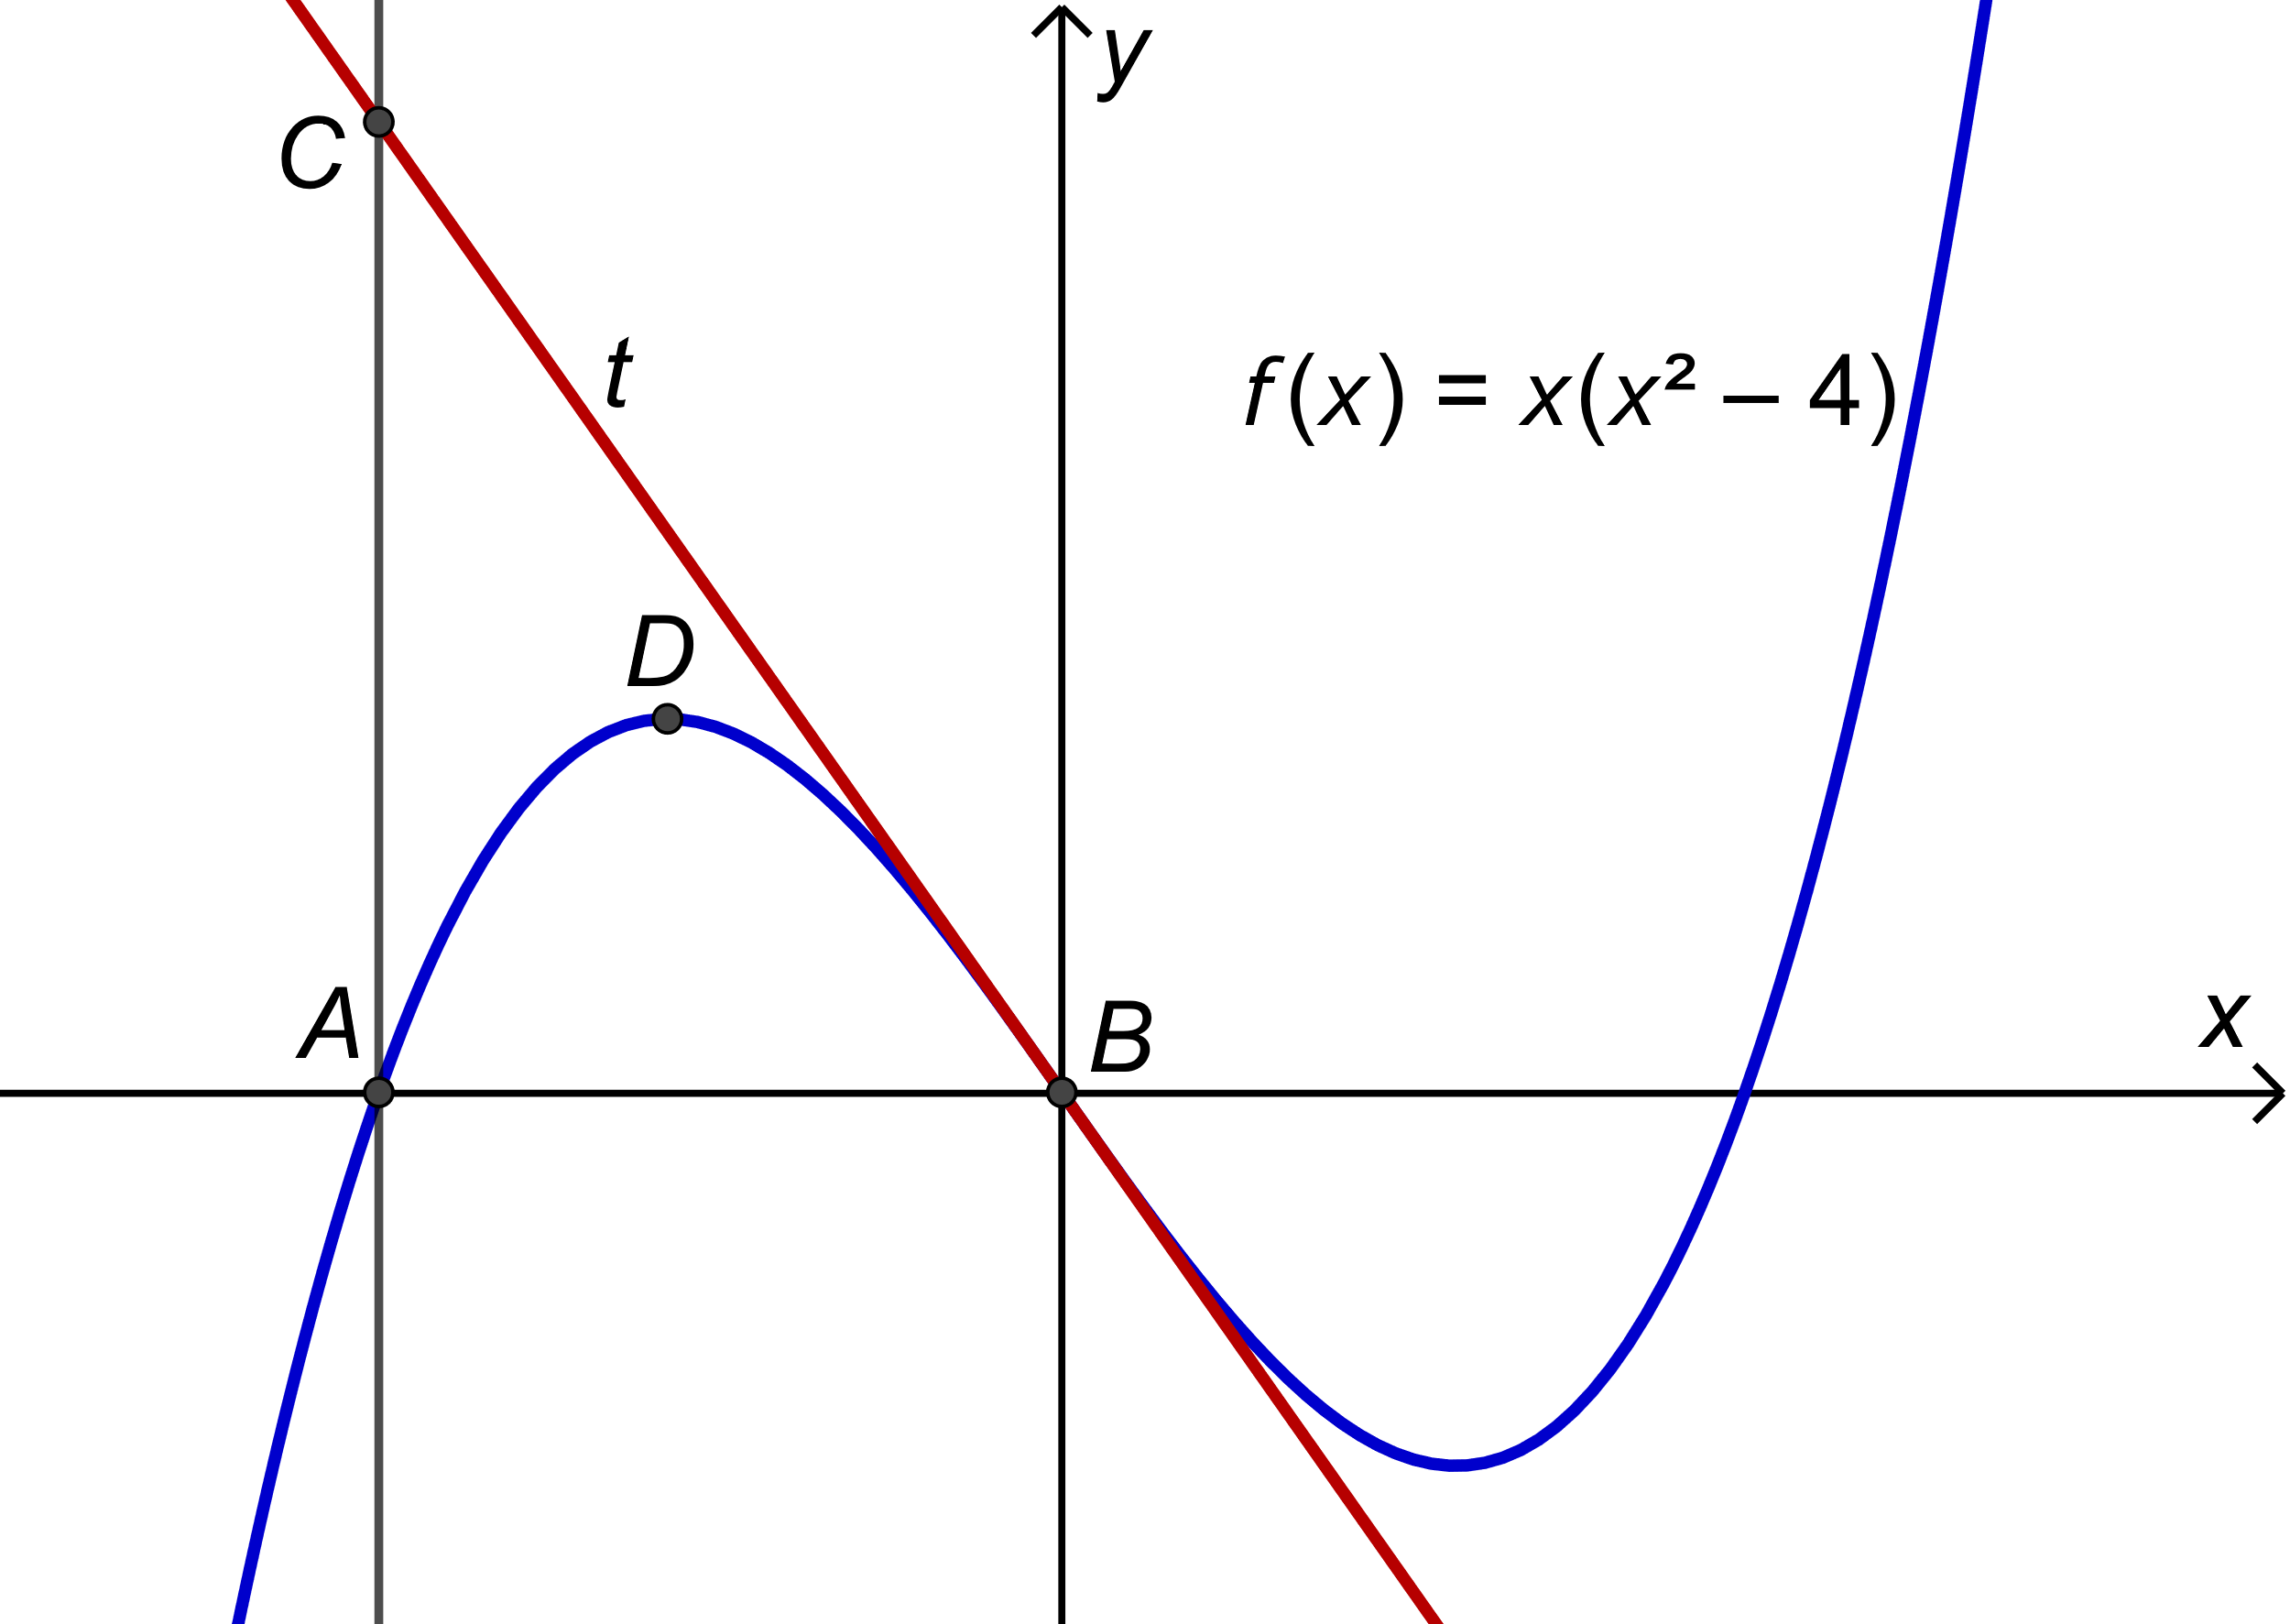 y
C
t
f(x) = x(x² – 4)
D
A
B
x